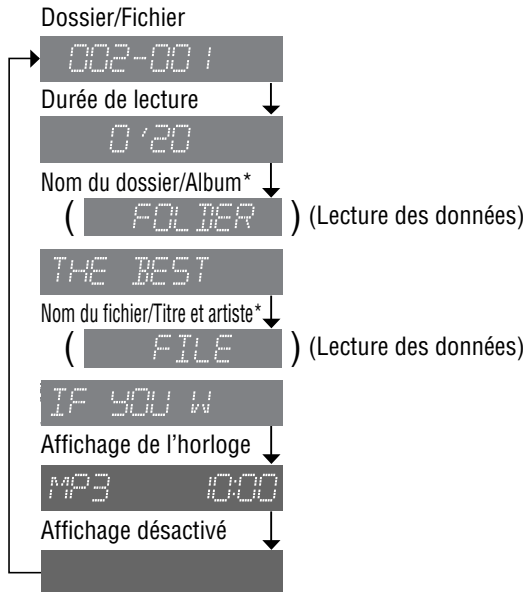 Dossier/Fichier
002-001
Durée de lecture
0'20
Nom du dossier/Album*
( FOLDER ) (Lecture des données)
THE BEST
Nom du fichier/Titre et artiste*
( FILE ) (Lecture des données)
IF YOU W
Affichage de l'horloge
MP3 10:00
Affichage désactivé